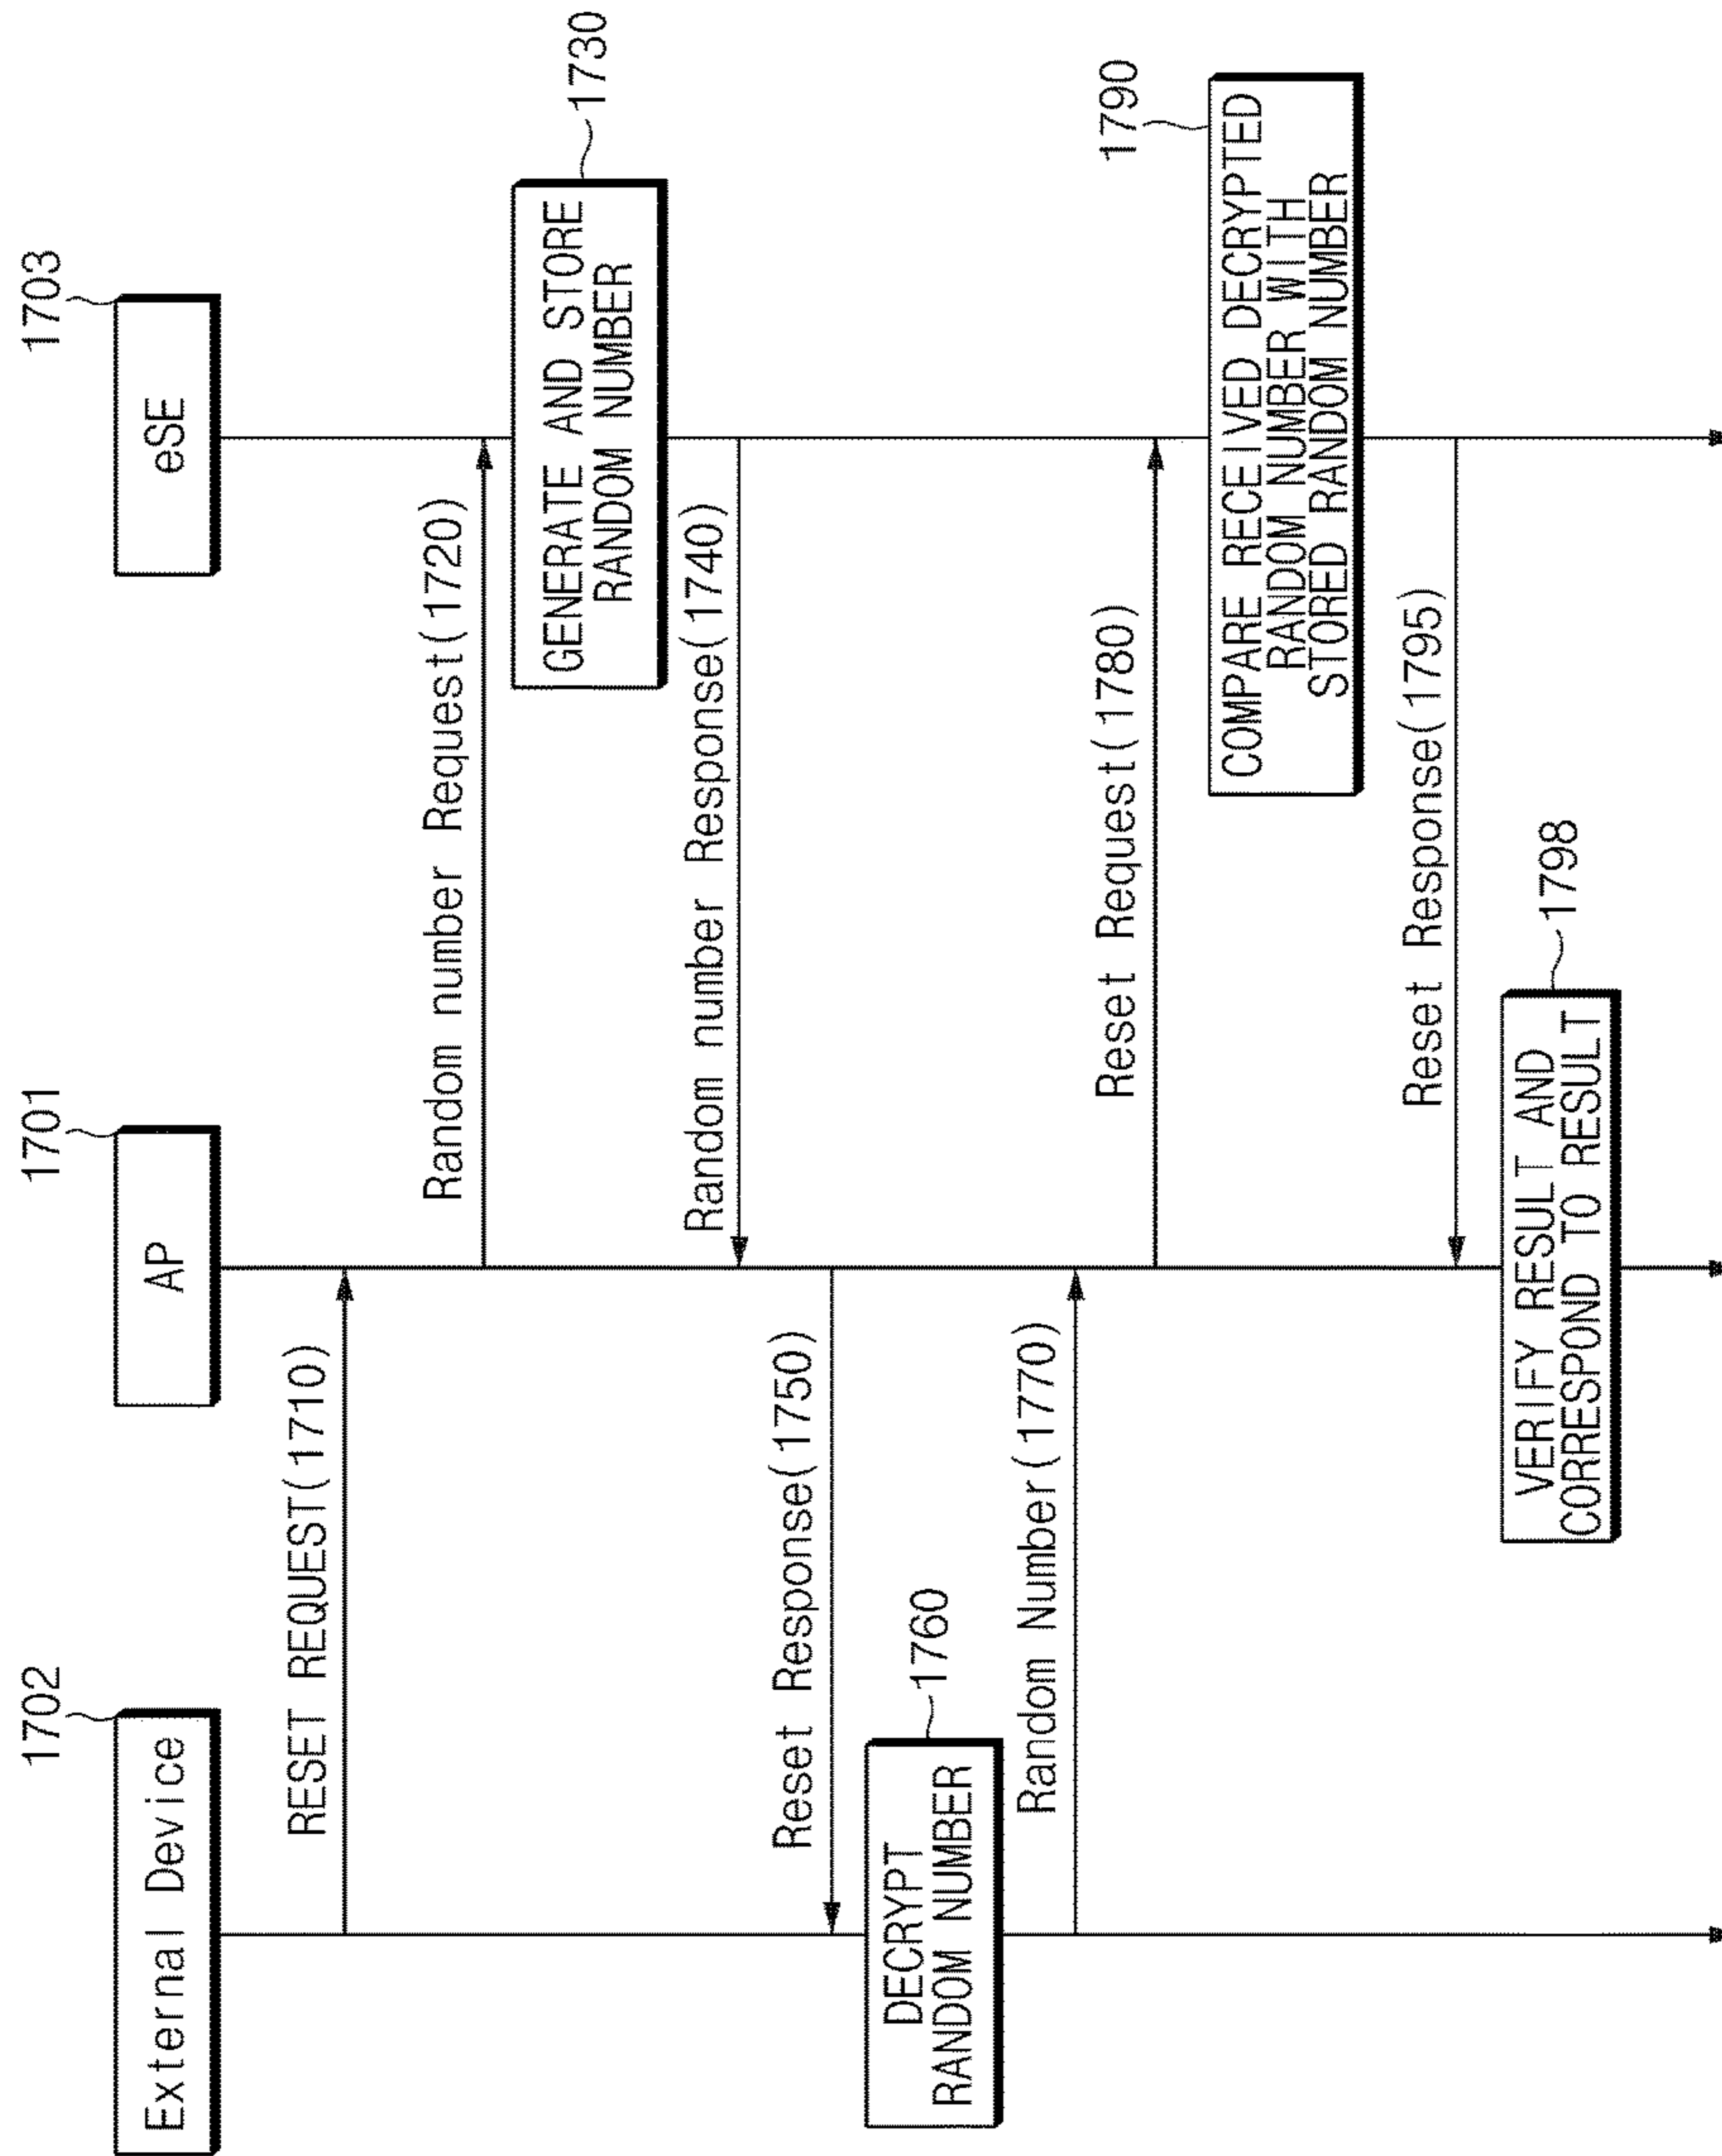 1702
External Device
1701
AP
1703
eSE
RESET REQUEST(1710)
Random number Request(1720)
GENERATE AND STORE
RANDOM NUMBER
1730
Random number Response(1740)
Reset Response(1750)
DECRYPT
RANDOM NUMBER
1760
Random Number(1770)
Reset Request(1780)
COMPARE RECEIVED DECRYPTED
RANDOM NUMBER WITH
STORED RANDOM NUMBER
1790
Reset Response(1795)
VERIFY RESULT AND
CORRESPOND TO RESULT
1798